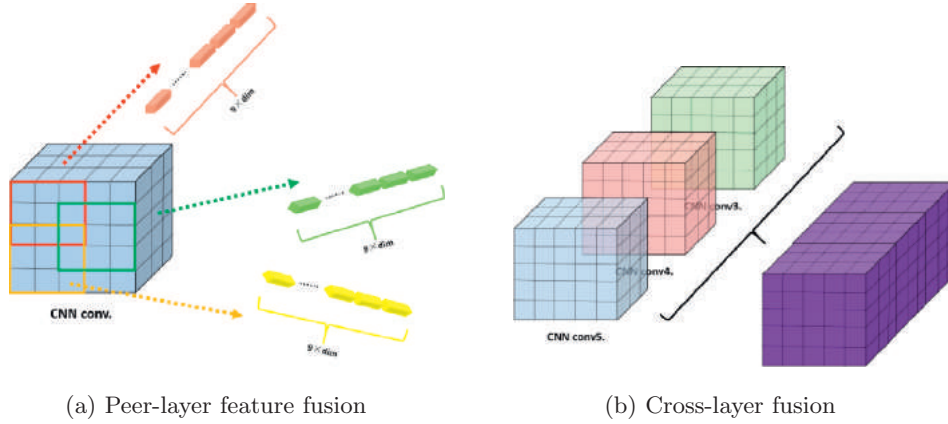 9×dim
9×dim
9×dim
CNN conv.
CNN conv3.
CNN conv4.
CNN conv5.
(a) Peer-layer feature fusion
(b) Cross-layer fusion